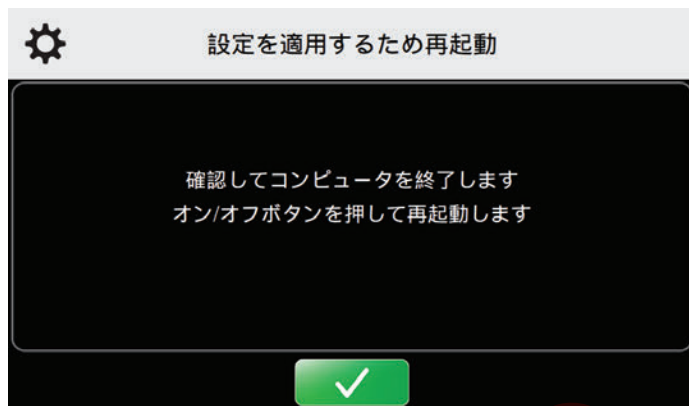 設定を適用するため再起動
確認してコンピュータを終了します
オン/オフボタンを押して再起動します